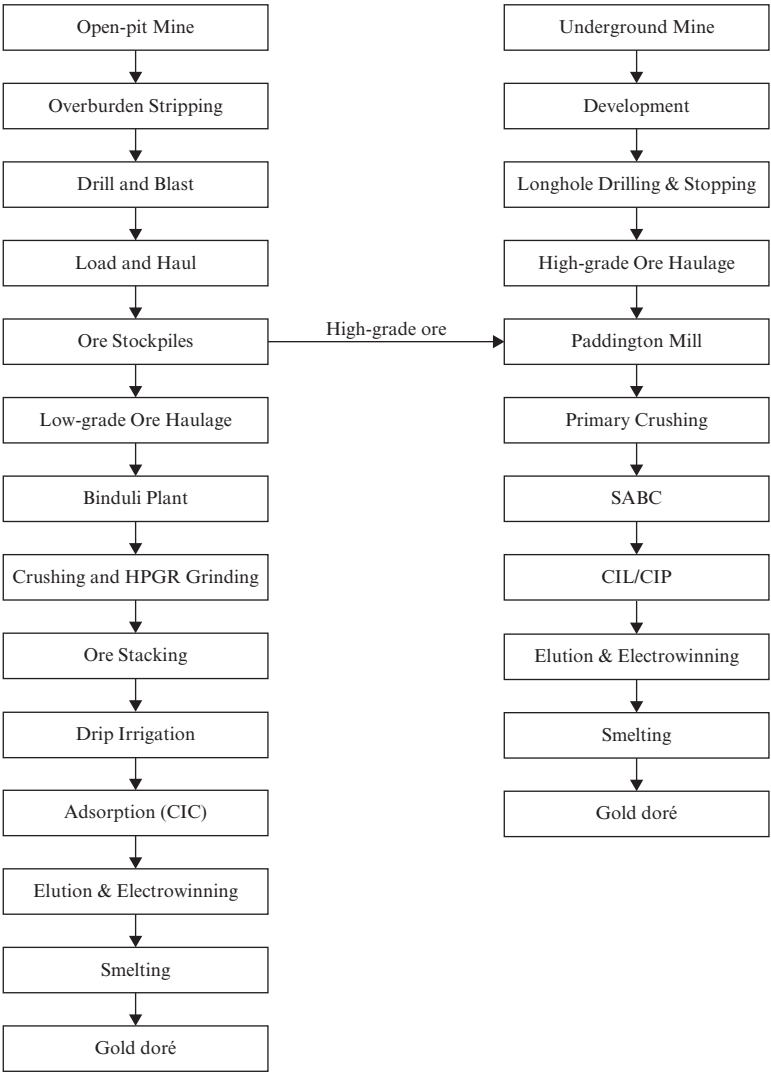 Open-pit Mine
Overburden Stripping
Drill and Blast
Load and Haul
Ore Stockpiles
High-grade ore
Low-grade Ore Haulage
Binduli Plant
Crushing and HPGR Grinding
Ore Stacking
Drip Irrigation
Adsorption (CIC)
Elution & Electrowinning
Smelting
Gold doré
Underground Mine
Development
Longhole Drilling & Stopping
High-grade Ore Haulage
Paddington Mill
Primary Crushing
SABC
CIL/CIP
Elution & Electrowinning
Smelting
Gold doré